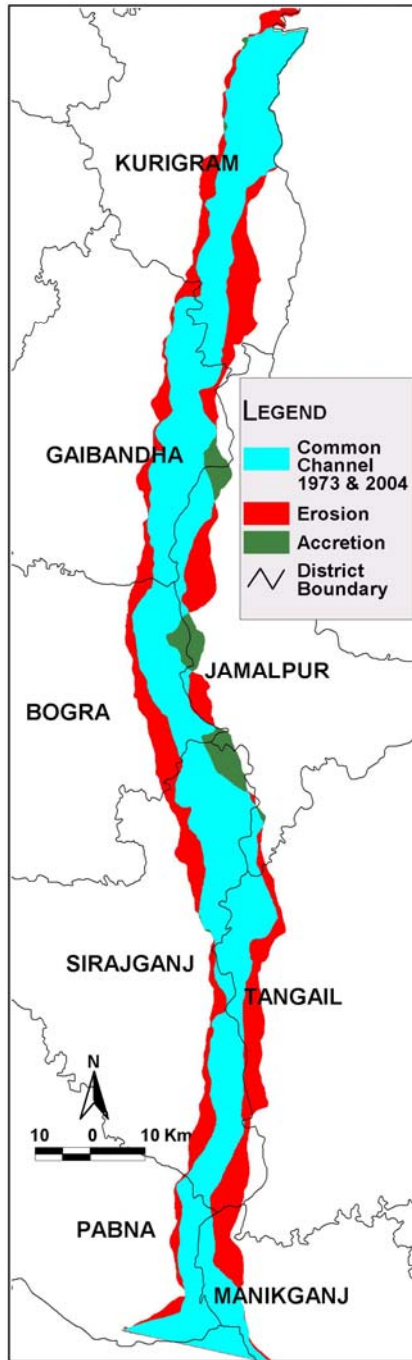 KURIGRAM
LEGEND
Common
Channel
1973 & 2004
Erosion
Accretion
District
Boundary
GAIBANDHA
JAMALPUR
BOGRA
SIRAJGANJ
TANGAIL
N
10 0 10 Km
PABNA
MANIKGANJ